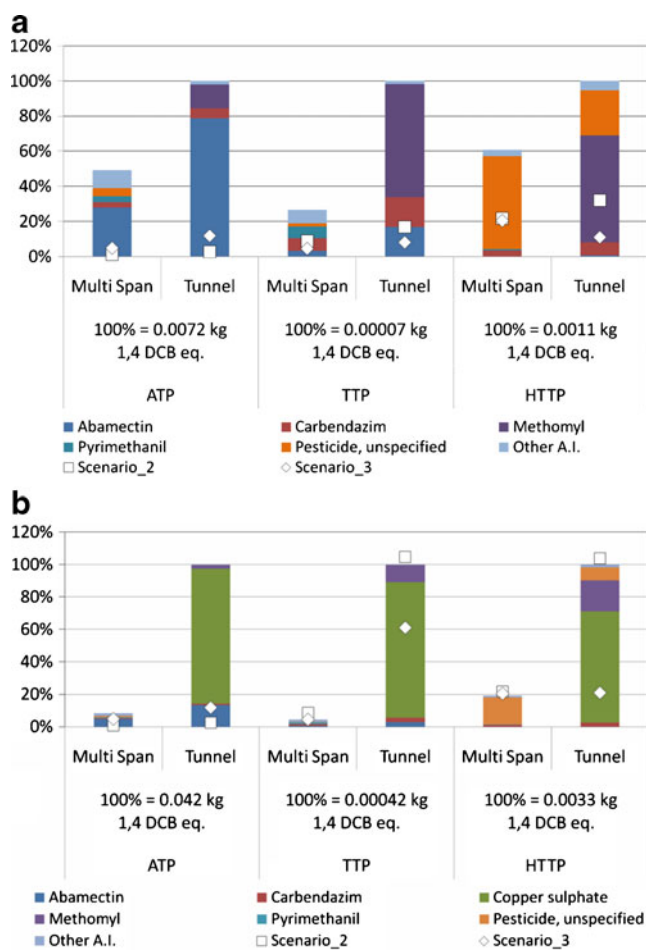 a
120%
100%
80%
60%
40%
20%
0%
Multi Span Tunnel Multi Span Tunnel Multi Span Tunnel
100% = 0.0072 kg 100% = 0.00007 kg 100% = 0.0011 kg
1,4 DCB eq. 1,4 DCB eq. 1,4 DCB eq.
ATP TTP HTTP
Abamectin Carbendazim Methomyl
Pyrimethanil Pesticide, unspecified Other A.I.
Scenario_2 Scenario_3
b
120%
100%
80%
60%
40%
20%
0%
Multi Span Tunnel Multi Span Tunnel Multi Span Tunnel
100% = 0.042 kg 100% = 0.00042 kg 100% = 0.0033 kg
1,4 DCB eq. 1,4 DCB eq. 1,4 DCB eq.
ATP TTP HTTP
Abamectin Carbendazim Copper sulphate
Methomyl Pyrimethanil Pesticide, unspecified
Other A.I. Scenario_2 Scenario_3